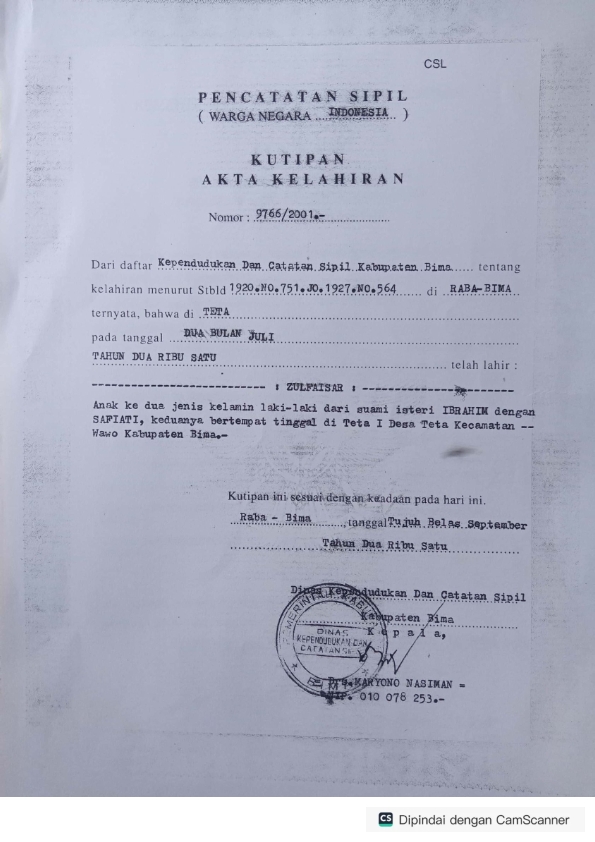 CSL
PENCATATAN SIPIL
( WARGA NEGARA INDONESIA )
KUTIPAN
AKTA KELAHIRAN
Nomor : 9766/2001.-
Dari daftar Kependudukan Dan Catatan Sipil Kabupaten Bima tentang
kelahiran menurut Stbld 1920.NO.751.JO.1927.NO.564 di RABA-BIMA
ternyata, bahwa di TETA
pada tanggal DUA BULAN JULI
TAHUN DUA RIBU SATU telah lahir :
--------------------------- : ZULFAISAR : ------------------------
Anak ke dua jenis kelamin laki-laki dari suami isteri IBRAHIM dengan
SAFIATI, keduanya bertempat tinggal di Teta I Desa Teta Kecamatan --
Wawo Kabupaten Bima.-
Kutipan ini sesuai dengan keadaan pada hari ini.
Raba - Bima, tanggal Tujuh Belas September
Tahun Dua Ribu Satu
Dinas Kependudukan Dan Catatan Sipil
Kabupaten Bima
Kepala,
DINAS
KEPENDUDUKAN DAN
CATATAN SIPIL
Drs. MARYONO NASIMAN =
NIP. 010 078 253.-
CS Dipindai dengan CamScanner